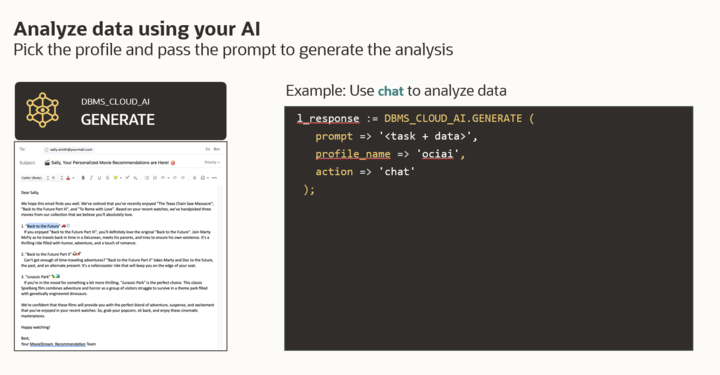 Analyze data using your AI
Pick the profile and pass the prompt to generate the analysis
DBMS_CLOUD_AI
GENERATE
To:
sally.smith@yourmail.com
Cc Bcc
Subject:
🎬 Sally, Your Personalized Movie Recommendations are Here! 🍿
Priority
Dear Sally,
We hope this email finds you well. We've noticed that you've recently enjoyed "The Texas Chain Saw Massacre",
"Back to the Future Part III", and "To Rome with Love". Based on your recent watches, we've handpicked three
movies from our collection that we believe you'll absolutely love.
1. "Back to the Future"
If you enjoyed "Back to the Future Part III", you'll definitely love the original "Back to the Future". Join Marty
McFly as he travels back in time in a DeLorean, meets his parents, and tries to ensure his own existence. It's a
thrilling ride filled with humor, adventure, and a touch of romance.
2. "Back to the Future Part II"
Can't get enough of time-traveling adventures? "Back to the Future Part II" takes Marty and Doc to the future,
the past, and an alternate present. It's a rollercoaster ride that will keep you on the edge of your seat.
3. "Jurassic Park"
If you're in the mood for something a bit more thrilling, "Jurassic Park" is the perfect choice. This classic
Spielberg film combines adventure and horror as a group of visitors struggle to survive in a theme park filled
with genetically engineered dinosaurs.
We're confident that these films will provide you with the perfect blend of adventure, suspense, and excitement
that you've enjoyed in your recent watches. So, grab your popcorn, sit back, and enjoy these cinematic
masterpieces.
Happy watching!
Best,
Your MovieStream Recommendation Team
Example: Use chat to analyze data
l_response := DBMS_CLOUD_AI.GENERATE (
prompt => '<task + data>',
profile_name => 'ociai',
action => 'chat'
);